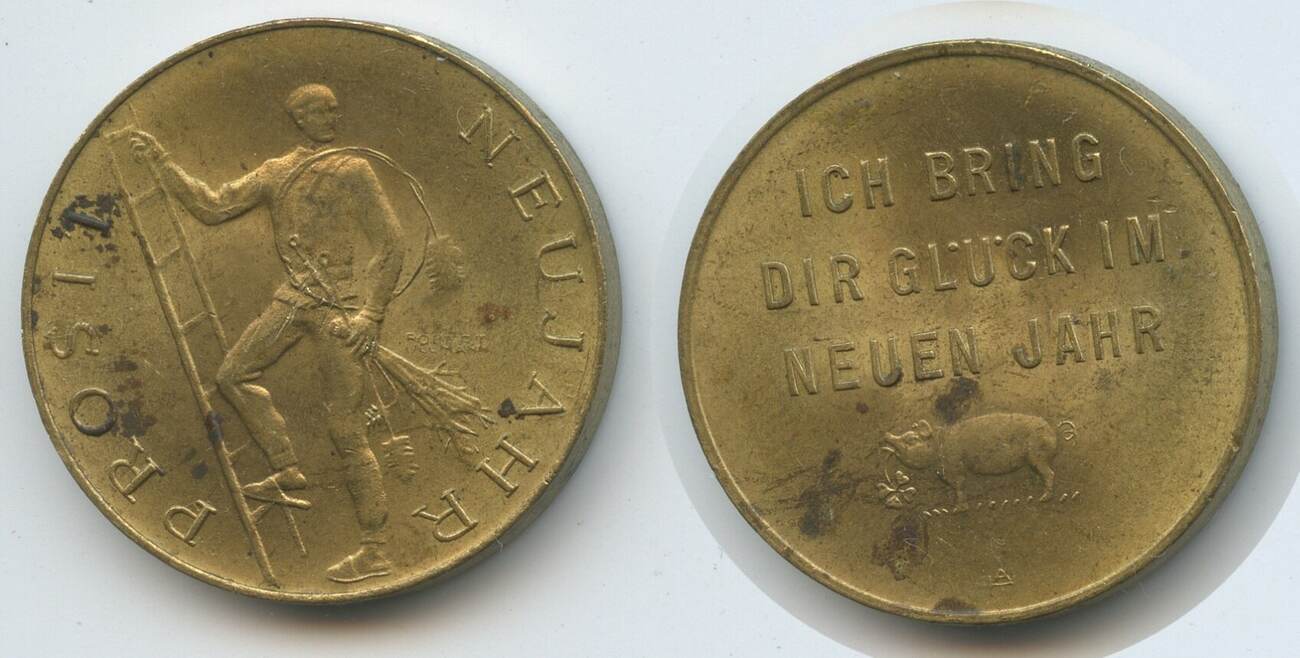 PROSIT NEUJAHR
ICH BRING
DIR GLÜCK IM
NEUEN JAHR